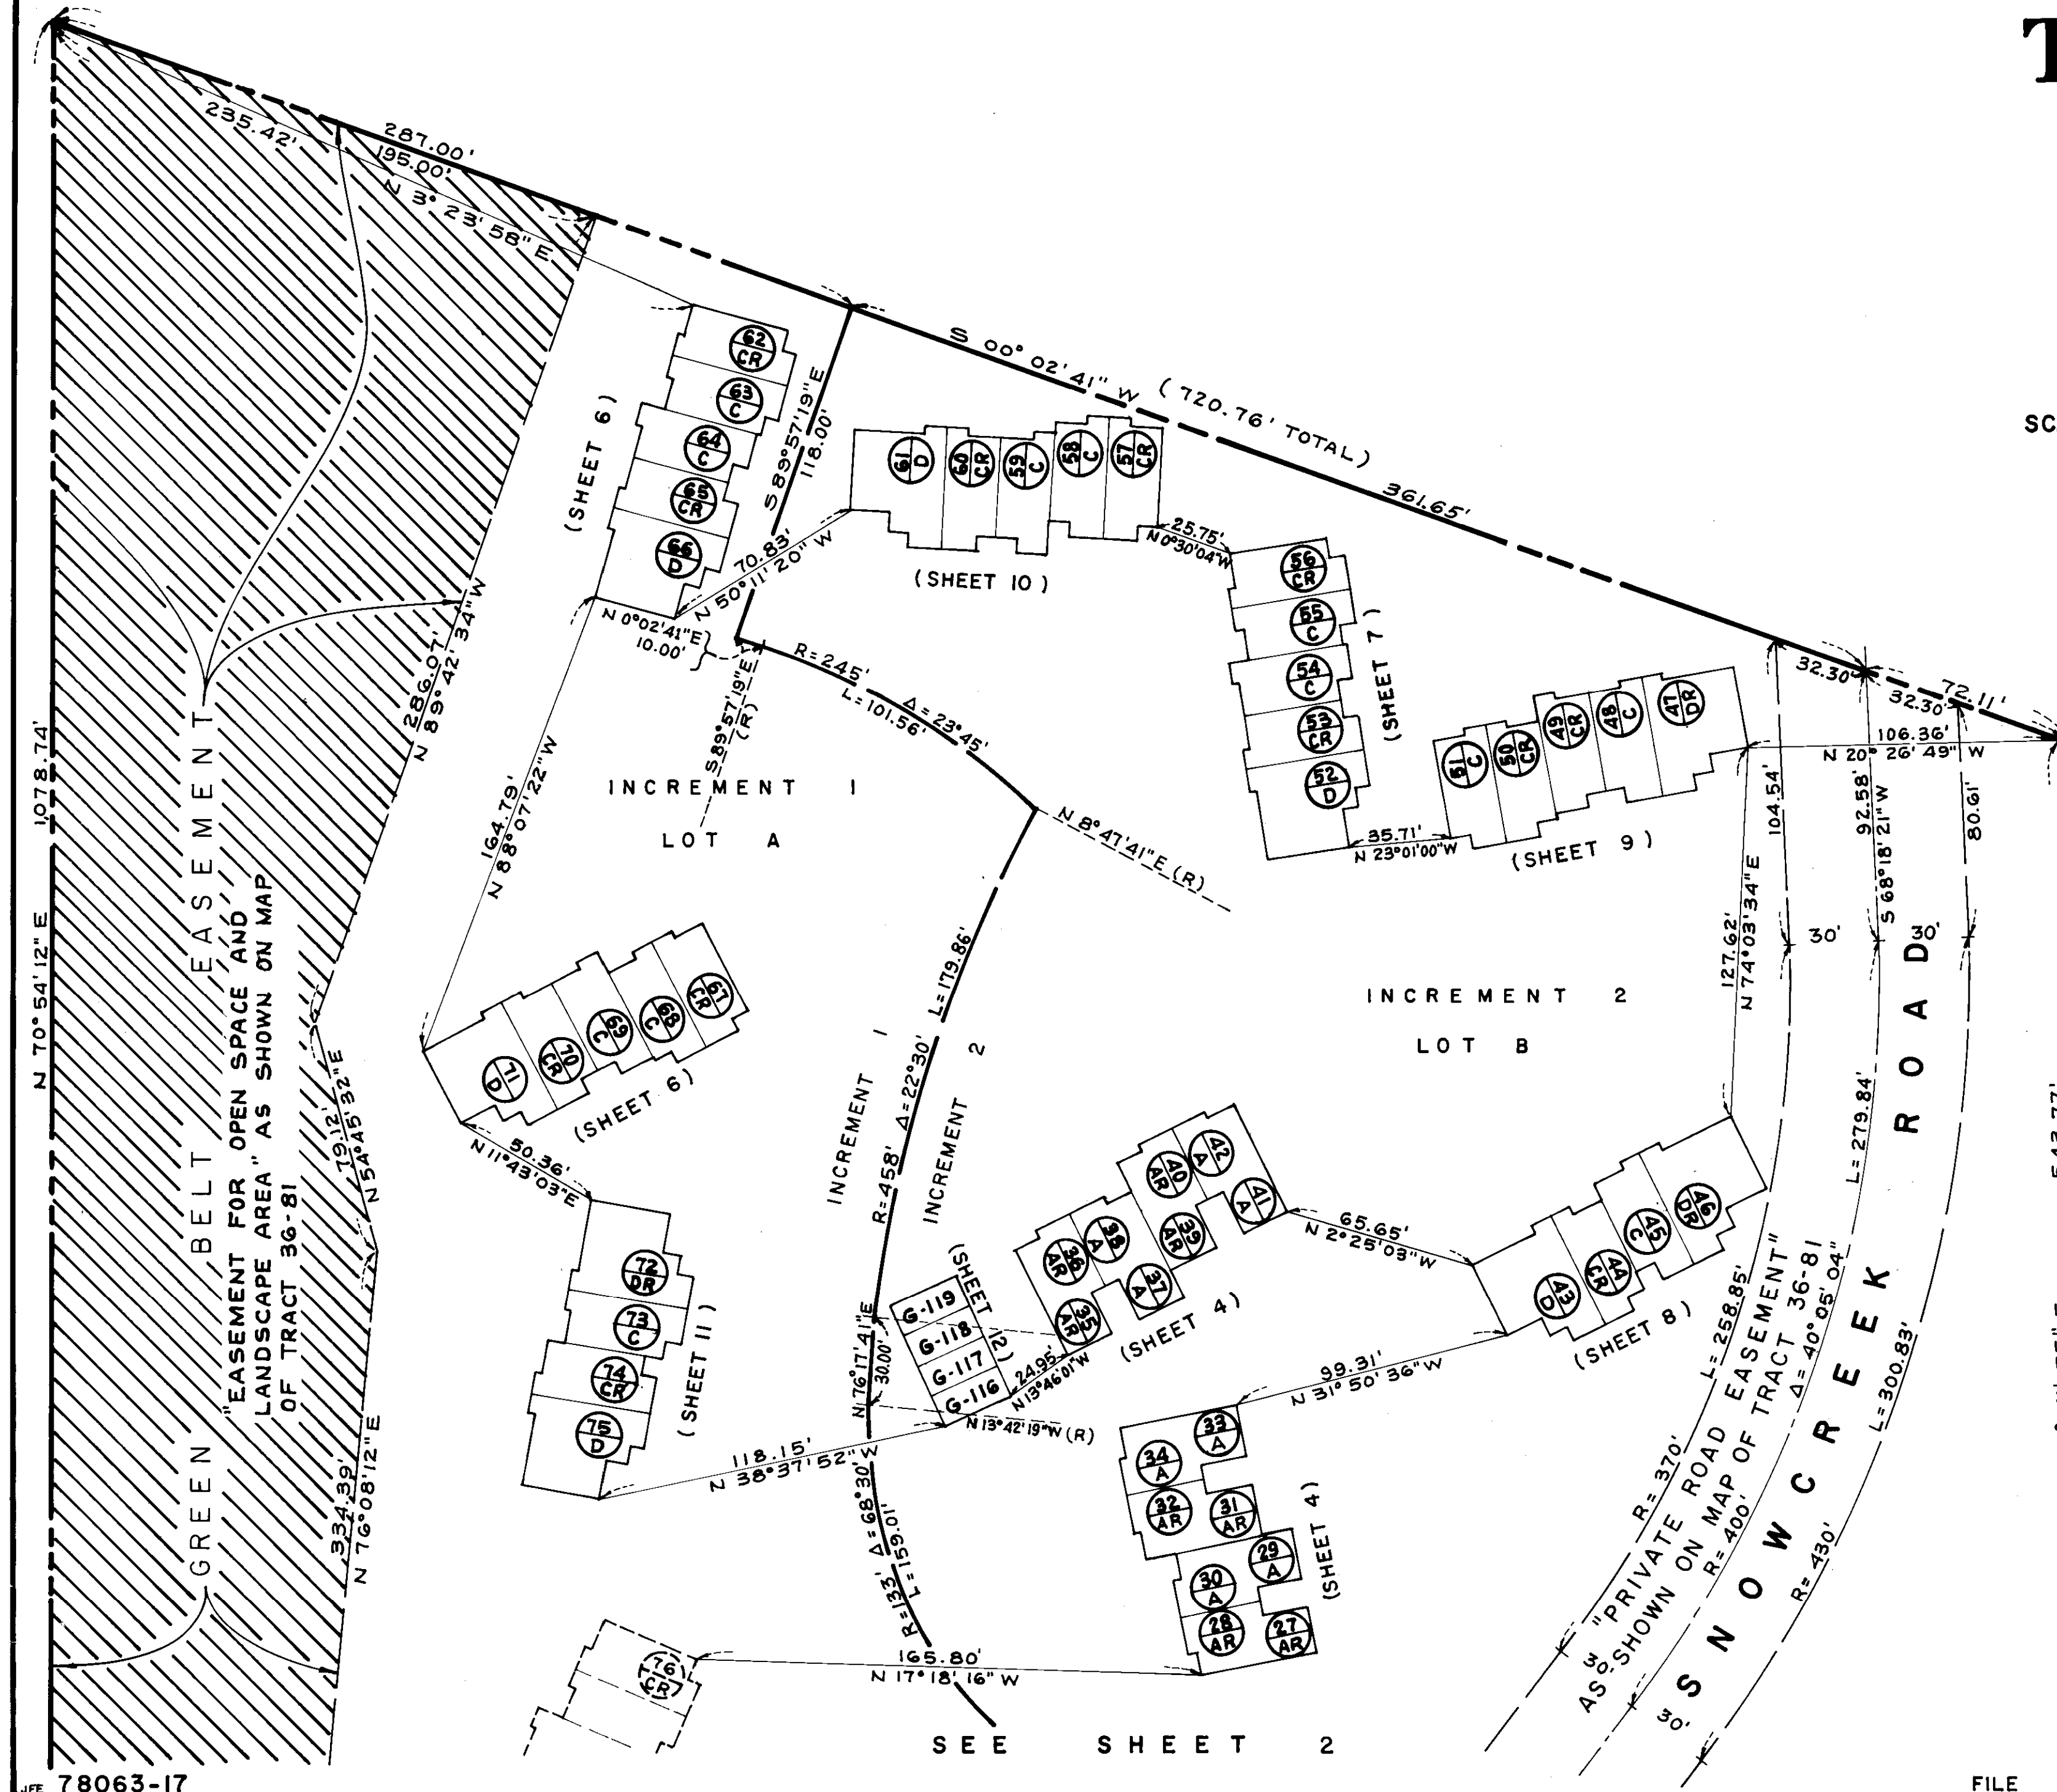 T
235.42'
287.00'
195.00'
N 3° 23' 58" E
S 00° 02' 41" W (720.76' TOTAL)
361.65'
SC
62
CR
63
C
64
C
65
CR
66
D
(SHEET 6)
S 89° 57' 19" E
118.00'
61
D
60
CR
59
C
58
C
57
CR
(SHEET 10)
70.83'
N 50° 11' 20" W
25.75'
N 0° 30' 04" W
56
CR
55
C
54
C
53
CR
52
D
(SHEET 7)
N 0° 02' 41" E
10.00'
S 89° 57' 19" E
(R)
R=245'
L=101.56'
Δ=23°45'
N 8° 47' 41" E (R)
32.30'
32.30'
72.11'
106.36'
N 20° 26' 49" W
51
C
50
CR
49
CR
48
C
47
DR
(SHEET 9)
35.71'
N 23° 01' 00" W
104.54'
92.58'
S 68° 18' 21" W
80.61'
30'
30'
127.62'
N 74° 03' 34" E
286.07'
N 89° 42' 34" W
164.79'
N 88° 07' 22" W
INCREMENT 1
LOT A
1,078.74'
N 70° 54' 12" E
GREEN BELT EASEMENT
"EASEMENT FOR OPEN SPACE AND
LANDSCAPE AREA" AS SHOWN ON MAP
OF TRACT 36-81
79.12'
N 54° 45' 32" E
334.39'
N 76° 08' 12" E
67
CR
68
C
69
C
70
CR
71
D
(SHEET 6)
50.36'
N 11° 43' 03" E
72
DR
73
C
74
CR
75
D
(SHEET 11)
INCREMENT 1
INCREMENT 2
R=458' Δ=22°30' L=179.86'
INCREMENT 2
LOT B
42
A
41
A
40
AR
39
AR
38
A
37
A
36
AR
35
AR
(SHEET 4)
65.65'
N 2° 25' 03" W
46
DR
45
C
44
CR
43
D
(SHEET 8)
(SHEET 12)
G-119
G-118
G-117
G-116
N 76° 17' 41" E
30.00'
24.95'
N 13° 46' 01" W
N 13° 42' 19" W (R)
118.15'
N 38° 37' 52" W
99.31'
N 31° 50' 36" W
33
A
34
A
32
AR
31
AR
29
A
30
A
28
AR
27
AR
(SHEET 4)
R=133' Δ=68°30'
L=159.01'
165.80'
N 17° 18' 16" W
76
CR
R=370'
L=258.85'
"PRIVATE ROAD EASEMENT"
AS SHOWN ON MAP OF TRACT 36-81
R=400'
Δ=40°05'04"
L=279.84'
SNOWCREEK ROAD
R=430'
L=300.83'
30'
30'
SEE SHEET 2
JFF 78063-17
FILE